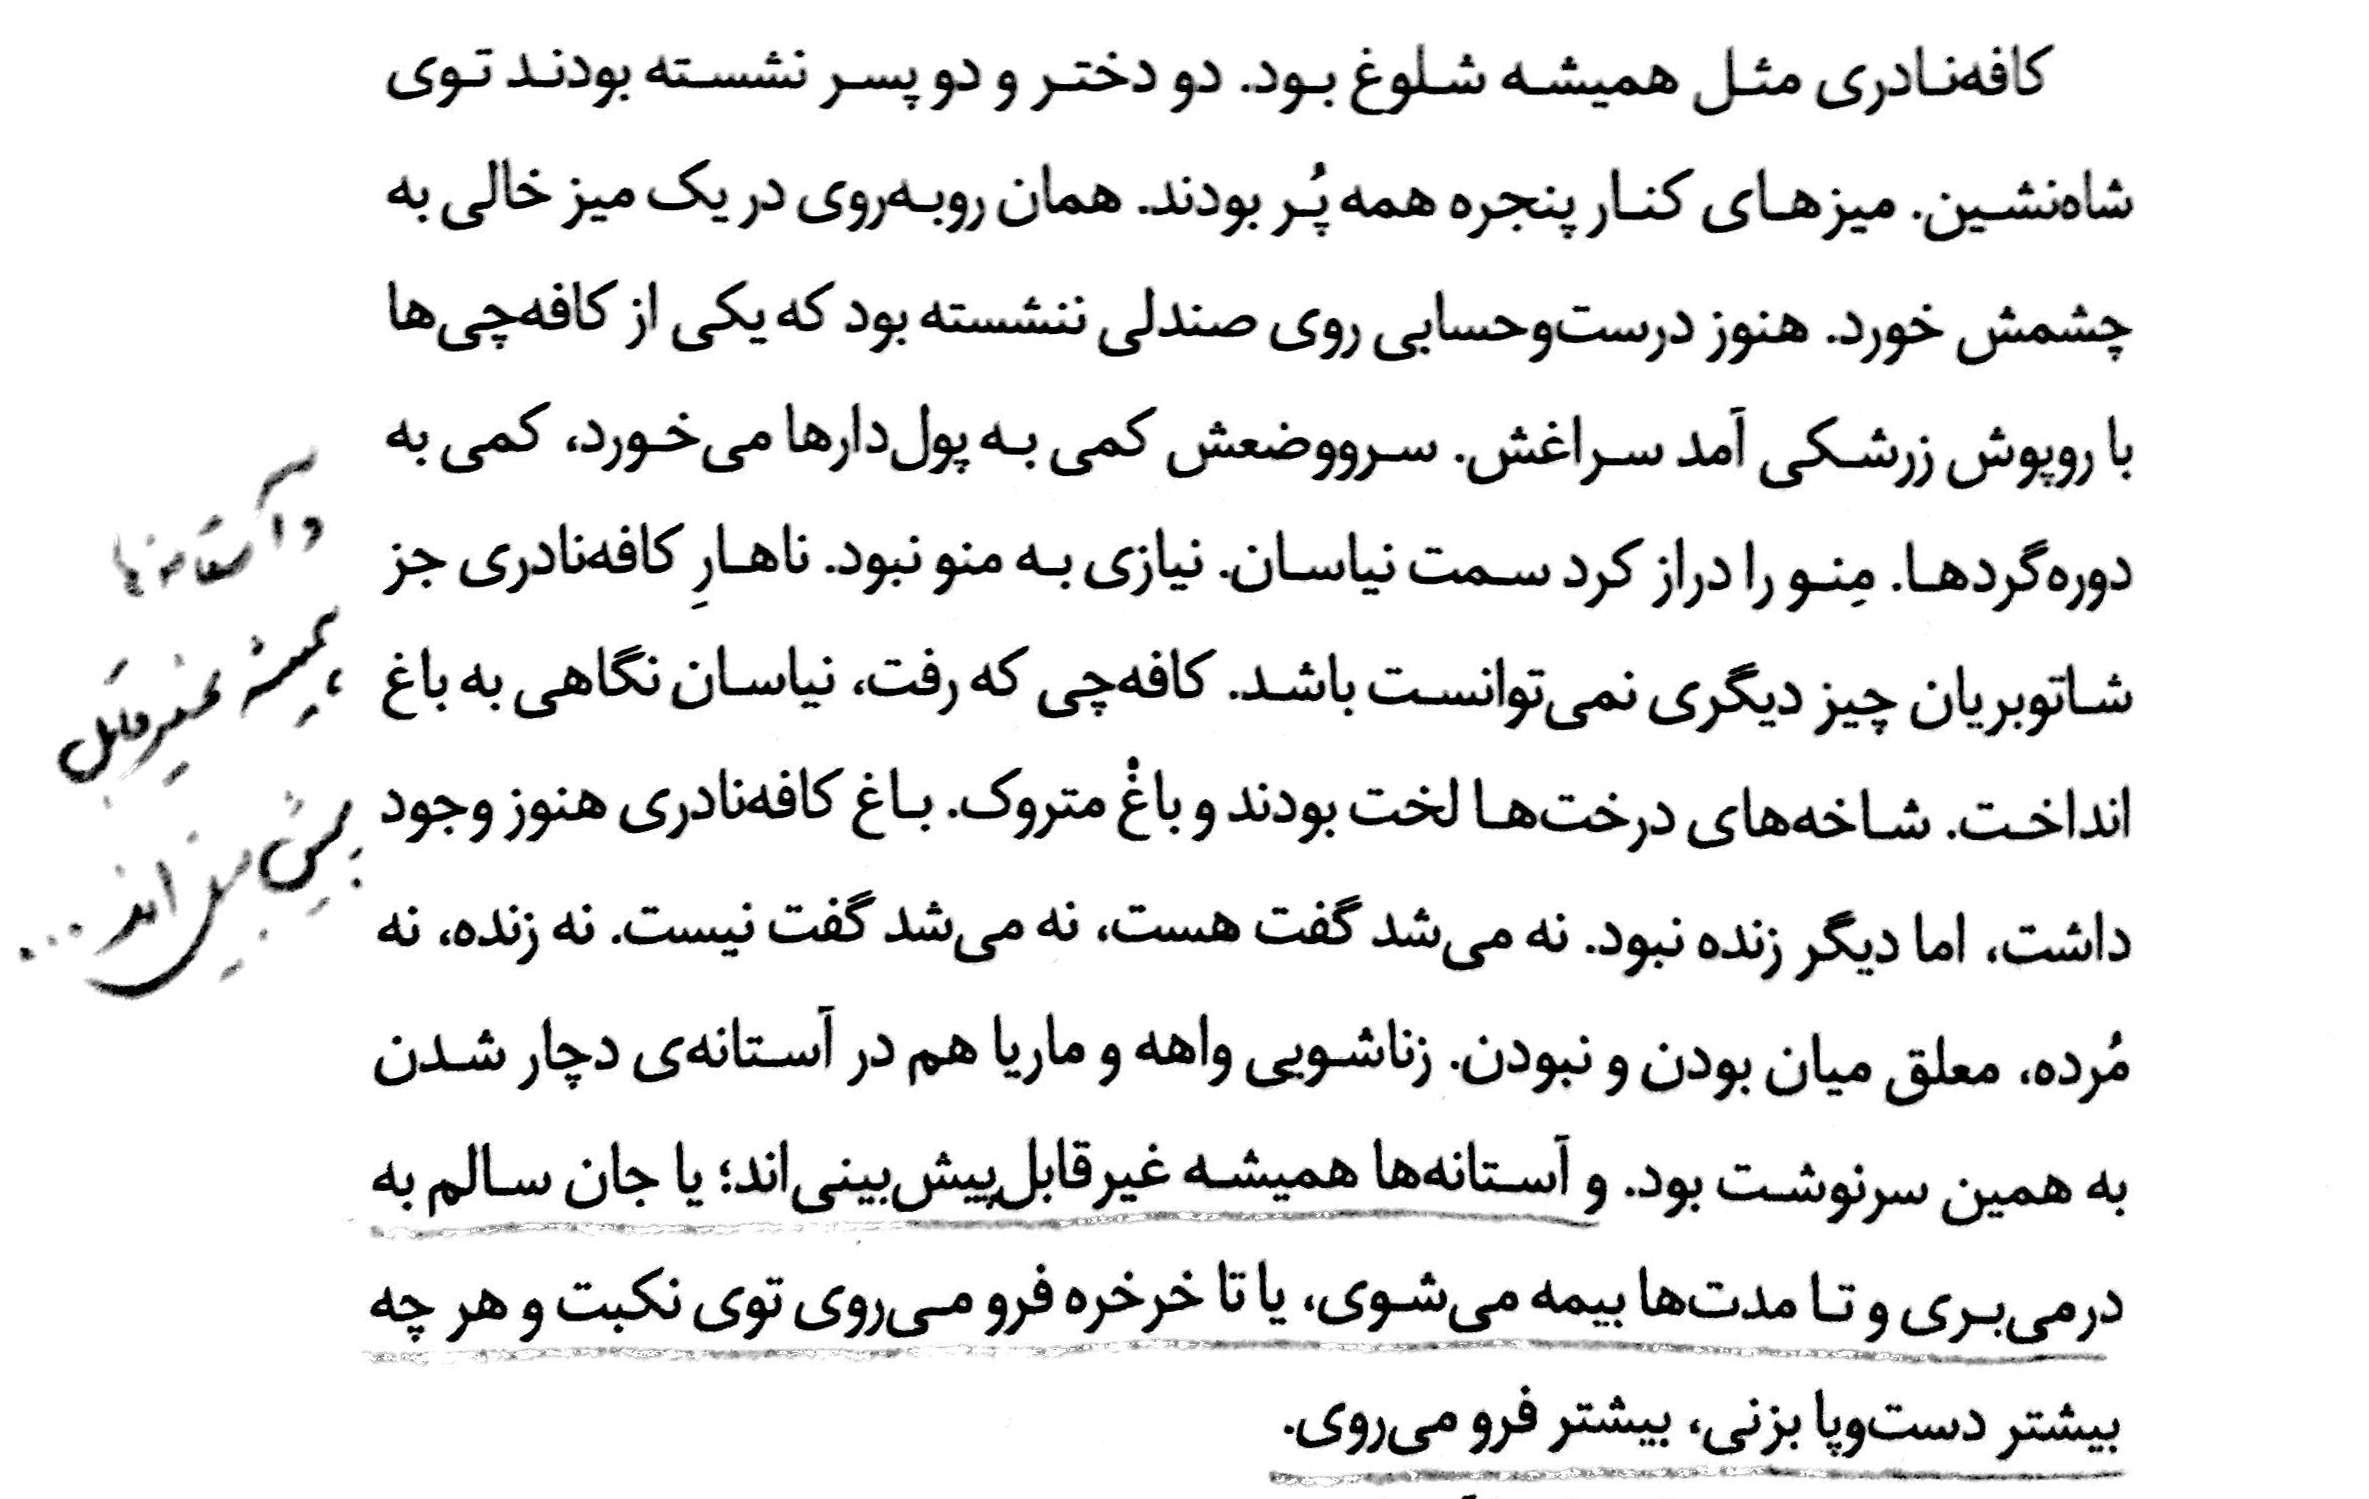 کافه‌نادری مثل همیشه شلوغ بود. دو دختر و دو پسر نشسته بودند توی
شاه‌نشین. میزهای کنار پنجره همه پُر بودند. همان روبه‌روی در یک میز خالی به
چشمش خورد. هنوز درست‌وحسابی روی صندلی ننشسته بود که یکی از کافه‌چی‌ها
با روپوش زرشکی آمد سراغش. سرووضعش کمی به پول‌دارها می‌خورد، کمی به
دوره‌گردها. مِنو را دراز کرد سمت نیاسان. نیازی به منو نبود. ناهارِ کافه‌نادری جز
شاتوبریان چیز دیگری نمی‌توانست باشد. کافه‌چی که رفت، نیاسان نگاهی به باغ
انداخت. شاخه‌های درخت‌ها لخت بودند و باغْ متروک. باغ کافه‌نادری هنوز وجود
داشت، اما دیگر زنده نبود. نه می‌شد گفت هست، نه می‌شد گفت نیست. نه زنده، نه
مُرده، معلق میان بودن و نبودن. زناشویی واهه و ماریا هم در آستانه‌ی دچار شدن
به همین سرنوشت بود. و آستانه‌ها همیشه غیرقابل‌پیش‌بینی‌اند؛ یا جان سالم به
درمی‌بری و تا مدت‌ها بیمه می‌شوی، یا تا خرخره فرو می‌روی توی نکبت و هر چه
بیشتر دست‌وپا بزنی، بیشتر فرو می‌روی.
و آستانه‌ها
همیشه غیرقابل
پیش‌بینی‌اند...